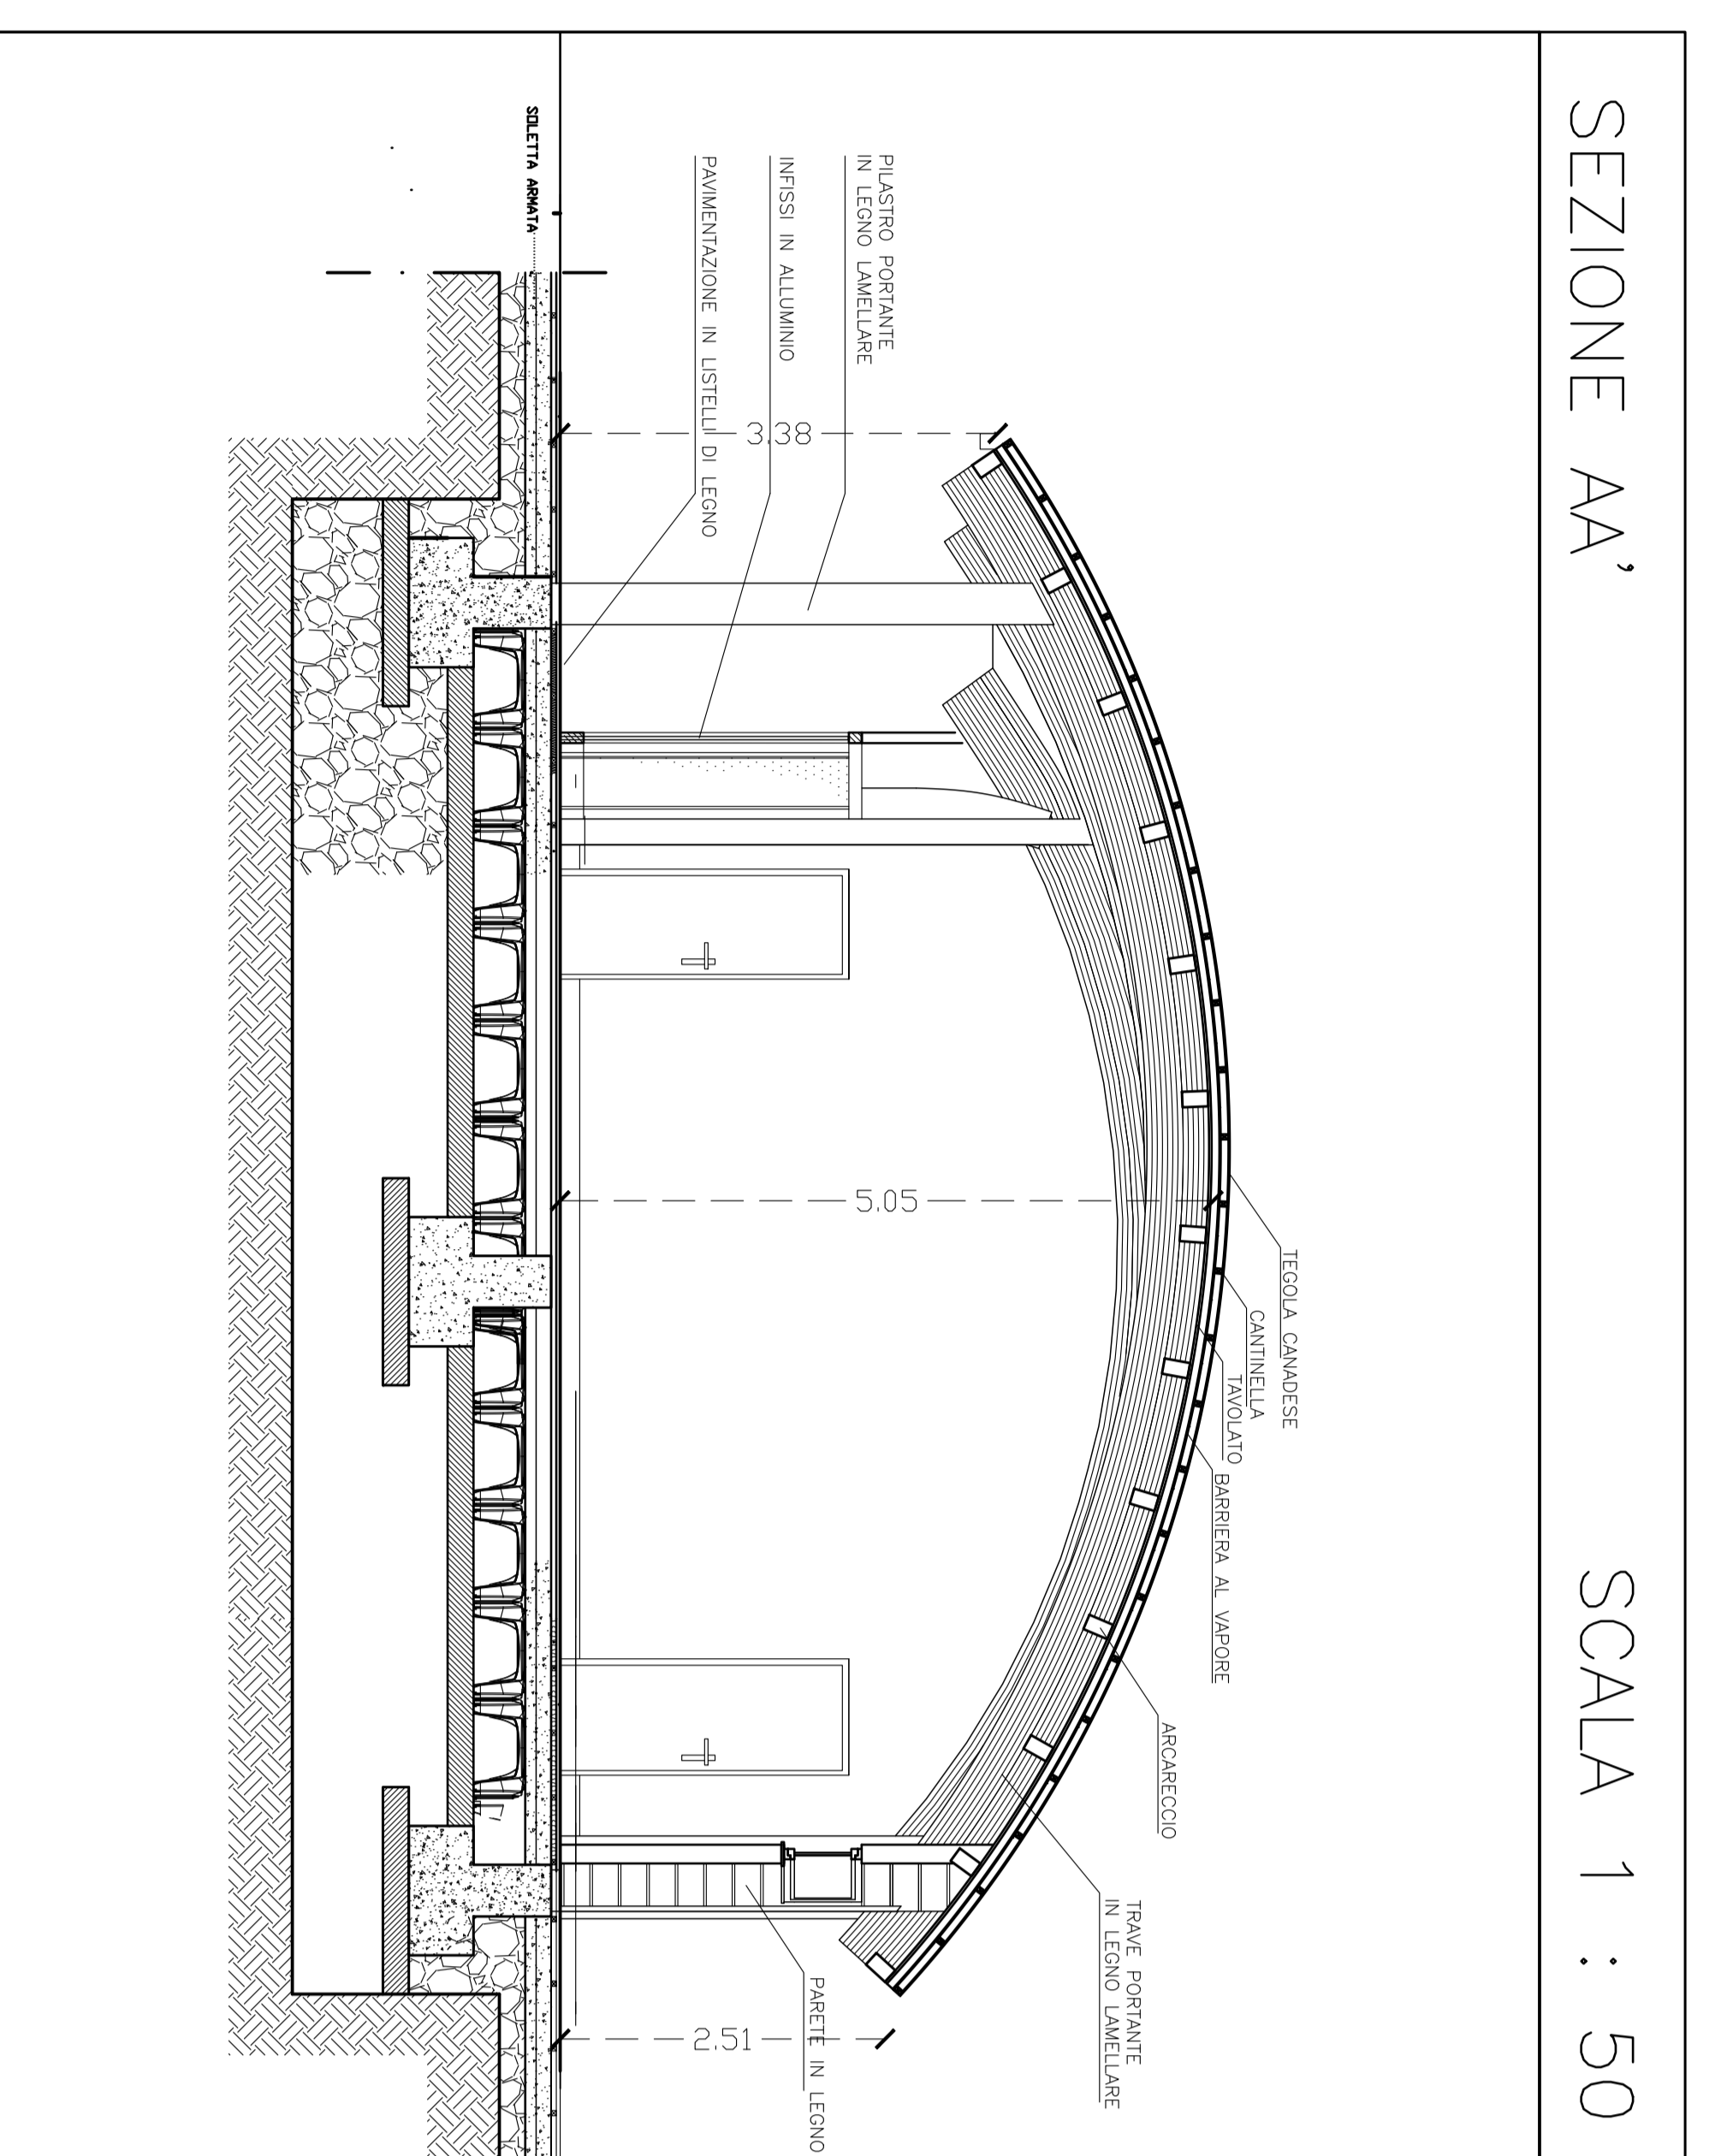 SEZIONE AA'
SCALA 1 : 50
TEGOLA CANADESE
CANTINELLA
TAVOLATO
BARRIERA AL VAPORE
ARCARECCIO
TRAVE PORTANTE
IN LEGNO LAMELLARE
PILASTRO PORTANTE
IN LEGNO LAMELLARE
INFISSI IN ALLUMINIO
PAVIMENTAZIONE IN LISTELLI DI LEGNO
PARETE IN LEGNO
3.38
5.05
2.51
SOLETTA ARMATA